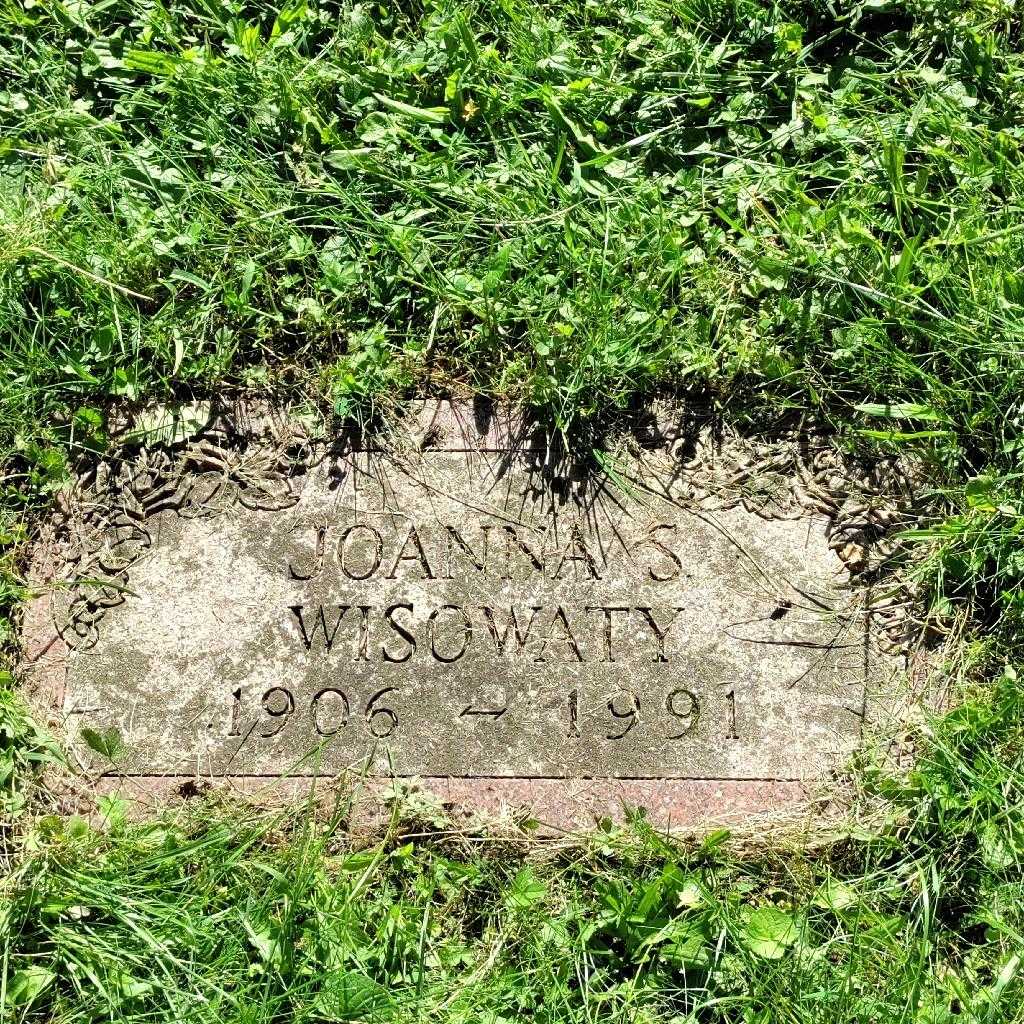 JOANNA S.
WISOWATY
1906 - 1991